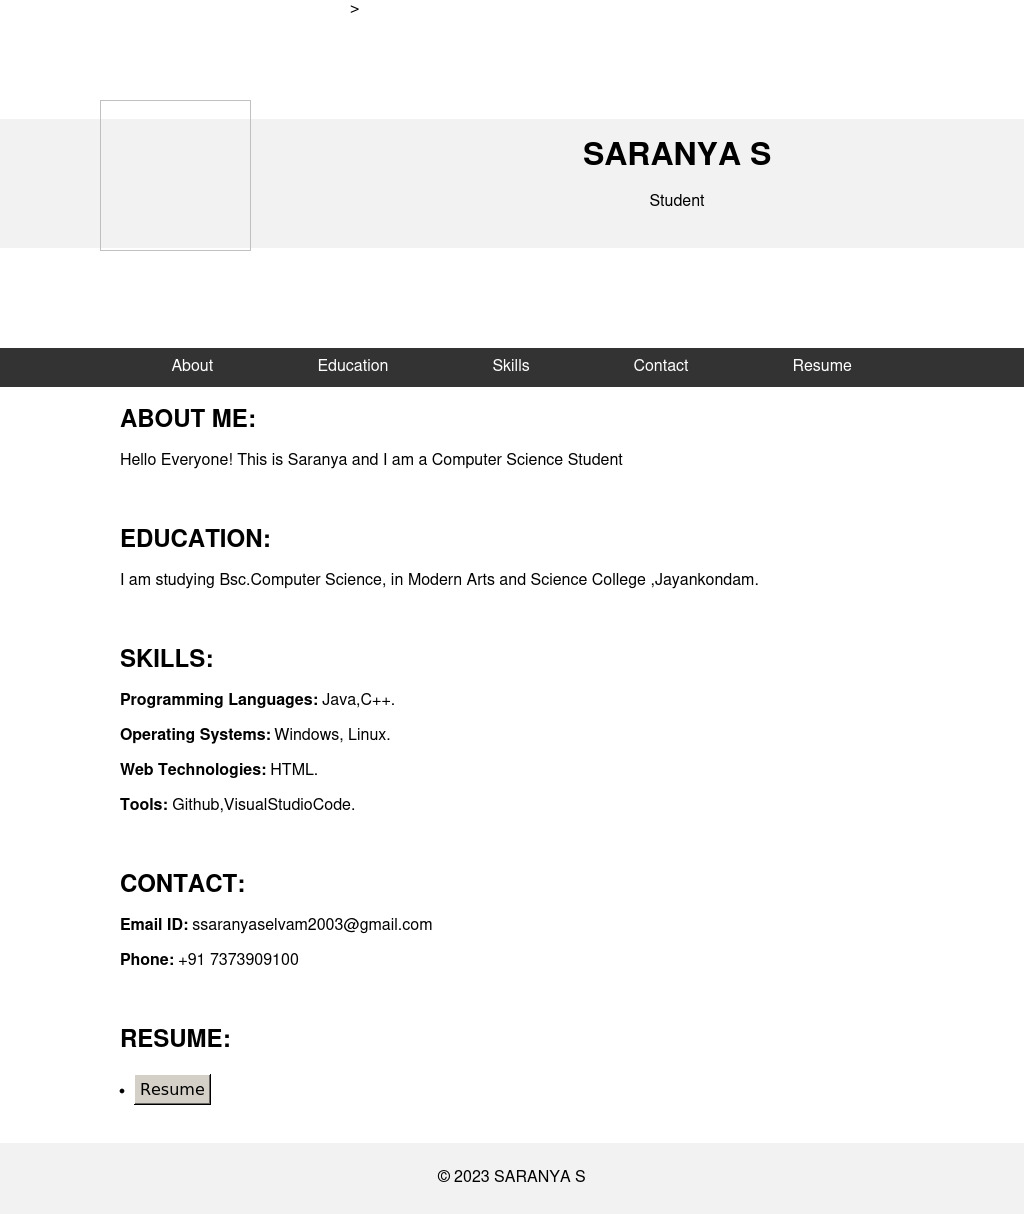 >
SARANYA S
Student
About Education Skills Contact Resume
ABOUT ME:
Hello Everyone! This is Saranya and I am a Computer Science Student
EDUCATION:
I am studying Bsc.Computer Science, in Modern Arts and Science College ,Jayankondam.
SKILLS:
Programming Languages: Java,C++.
Operating Systems: Windows, Linux.
Web Technologies: HTML.
Tools: Github,VisualStudioCode.
CONTACT:
Email ID: ssaranyaselvam2003@gmail.com
Phone: +91 7373909100
RESUME:
• Resume
© 2023 SARANYA S